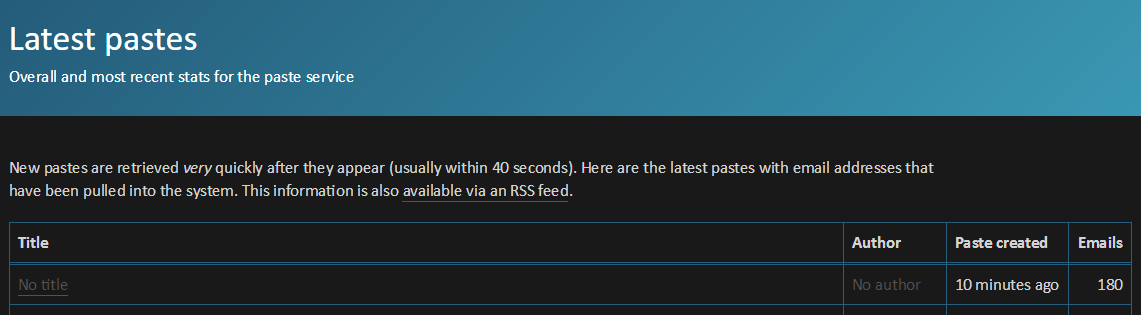 Latest pastes
Overall and most recent stats for the paste service
New pastes are retrieved very quickly after they appear (usually within 40 seconds). Here are the latest pastes with email addresses that
have been pulled into the system. This information is also available via an RSS feed.
Title Author Paste created Emails
No title No author 10 minutes ago 180